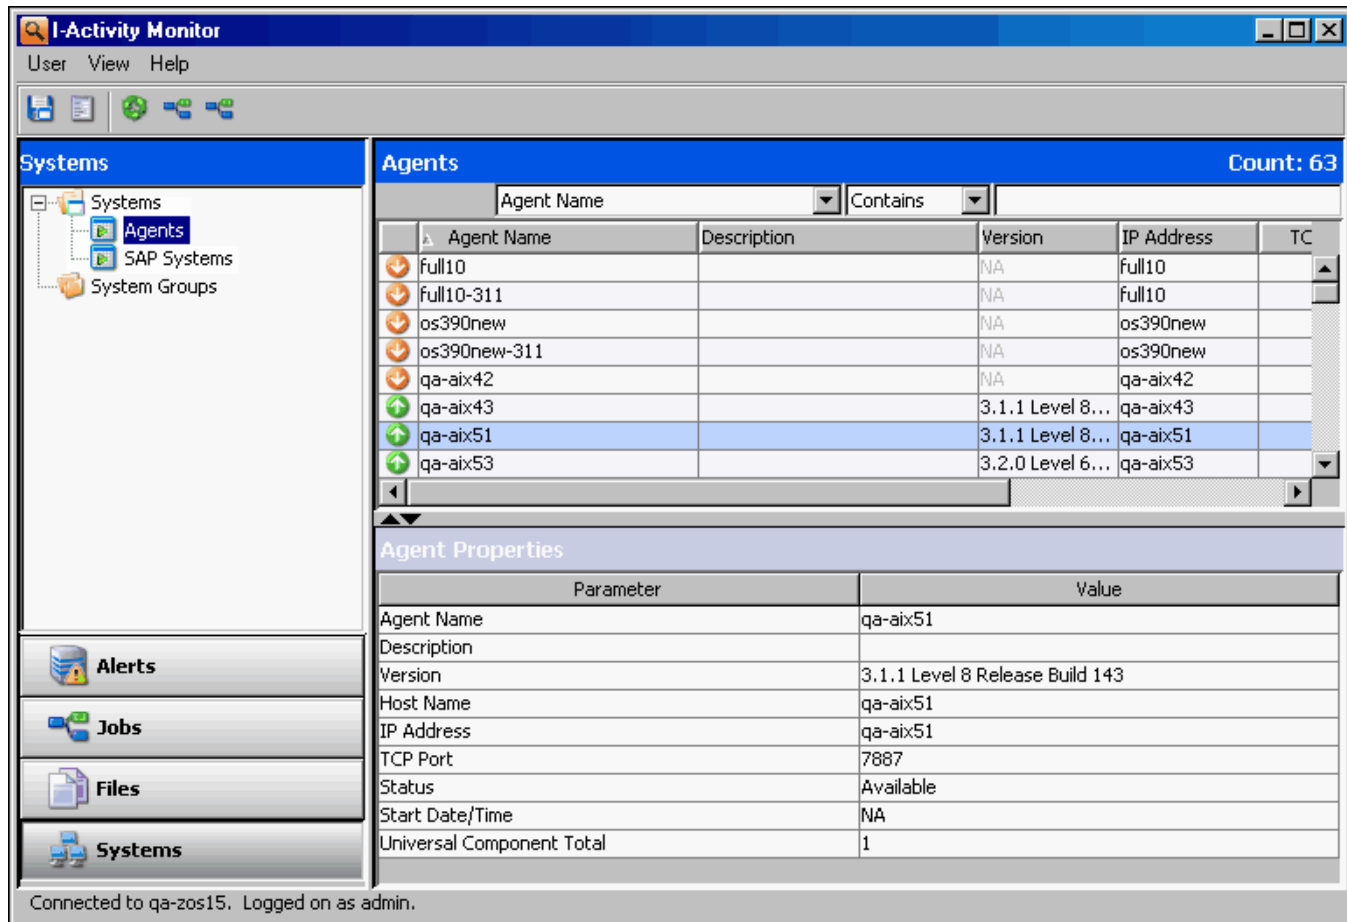 I-Activity Monitor
User View Help
Systems
Systems
Agents
SAP Systems
System Groups
Alerts
Jobs
Files
Systems
Agents Count: 63
Agent Name Contains
Agent Name Description Version IP Address TC
full10 NA full10
full10-311 NA full10
os390new NA os390new
os390new-311 NA os390new
qa-aix42 NA qa-aix42
qa-aix43 3.1.1 Level 8... qa-aix43
qa-aix51 3.1.1 Level 8... qa-aix51
qa-aix53 3.2.0 Level 6... qa-aix53
Agent Properties
Parameter Value
Agent Name qa-aix51
Description
Version 3.1.1 Level 8 Release Build 143
Host Name qa-aix51
IP Address qa-aix51
TCP Port 7887
Status Available
Start Date/Time NA
Universal Component Total 1
Connected to qa-zos15. Logged on as admin.